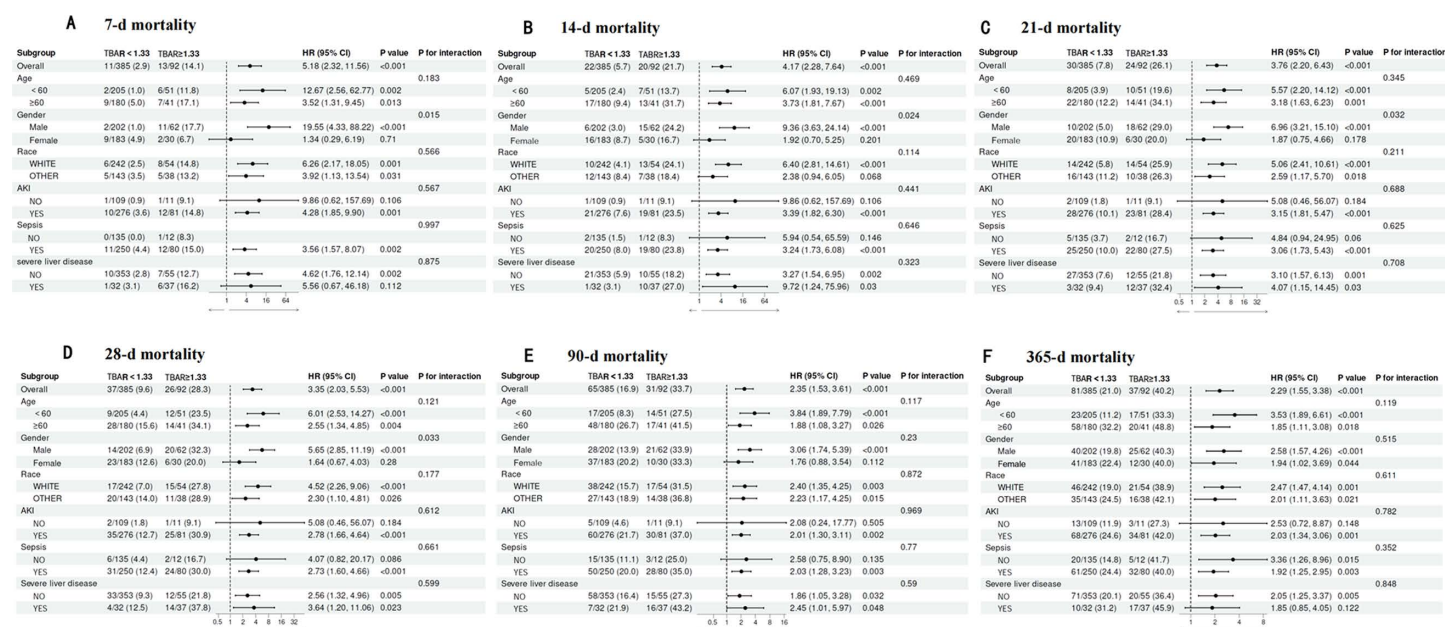 A 7-d mortality
Subgroup TBAR < 1.33 TBAR≥1.33 HR (95% CI) P value P for interaction
Overall 11/385 (2.9) 13/92 (14.1) 5.18 (2.32, 11.56) <0.001
Age 0.183
< 60 2/205 (1.0) 6/51 (11.8) 12.67 (2.56, 62.77) 0.002
≥60 9/180 (5.0) 7/41 (17.1) 3.52 (1.31, 9.45) 0.013
Gender 0.015
Male 2/202 (1.0) 11/62 (17.7) 19.55 (4.33, 88.22) <0.001
Female 9/183 (4.9) 2/30 (6.7) 1.34 (0.29, 6.19) 0.71
Race 0.566
WHITE 6/242 (2.5) 8/54 (14.8) 6.26 (2.17, 18.05) 0.001
OTHER 5/143 (3.5) 5/38 (13.2) 3.92 (1.13, 13.54) 0.031
AKI 0.567
NO 1/109 (0.9) 1/11 (9.1) 9.86 (0.62, 157.69) 0.106
YES 10/276 (3.6) 12/81 (14.8) 4.28 (1.85, 9.90) 0.001
Sepsis 0.997
NO 0/135 (0.0) 1/12 (8.3)
YES 11/250 (4.4) 12/80 (15.0) 3.56 (1.57, 8.07) 0.002
severe liver disease 0.875
NO 10/353 (2.8) 7/55 (12.7) 4.62 (1.76, 12.14) 0.002
YES 1/32 (3.1) 6/37 (16.2) 5.56 (0.67, 46.18) 0.112
1 4 16 64
B 14-d mortality
Subgroup TBAR < 1.33 TABR≥1.33 HR (95% CI) P value P for interaction
Overall 22/385 (5.7) 20/92 (21.7) 4.17 (2.28, 7.64) <0.001
Age 0.469
< 60 5/205 (2.4) 7/51 (13.7) 6.07 (1.93, 19.13) 0.002
≥60 17/180 (9.4) 13/41 (31.7) 3.73 (1.81, 7.67) <0.001
Gender 0.024
Male 6/202 (3.0) 15/62 (24.2) 9.36 (3.63, 24.14) <0.001
Female 16/183 (8.7) 5/30 (16.7) 1.92 (0.70, 5.25) 0.201
Race 0.114
WHITE 10/242 (4.1) 13/54 (24.1) 6.40 (2.81, 14.61) <0.001
OTHER 12/143 (8.4) 7/38 (18.4) 2.38 (0.94, 6.05) 0.068
AKI 0.441
NO 1/109 (0.9) 1/11 (9.1) 9.86 (0.62, 157.69) 0.106
YES 21/276 (7.6) 19/81 (23.5) 3.39 (1.82, 6.30) <0.001
Sepsis 0.646
NO 2/135 (1.5) 1/12 (8.3) 5.94 (0.54, 65.59) 0.146
YES 20/250 (8.0) 19/80 (23.8) 3.24 (1.73, 6.08) <0.001
Severe liver disease 0.323
NO 21/353 (5.9) 10/55 (18.2) 3.27 (1.54, 6.95) 0.002
YES 1/32 (3.1) 10/37 (27.0) 9.72 (1.24, 75.96) 0.03
1 4 16 64
C 21-d mortality
Subgroup TBAR < 1.33 TBAR≥1.33 HR (95% CI) P value P for interaction
Overall 30/385 (7.8) 24/92 (26.1) 3.76 (2.20, 6.43) <0.001
Age 0.345
< 60 8/205 (3.9) 10/51 (19.6) 5.57 (2.20, 14.12) <0.001
≥60 22/180 (12.2) 14/41 (34.1) 3.18 (1.63, 6.23) 0.001
Gender 0.032
Male 10/202 (5.0) 18/62 (29.0) 6.96 (3.21, 15.10) <0.001
Female 20/183 (10.9) 6/30 (20.0) 1.87 (0.75, 4.66) 0.178
Race 0.211
WHITE 14/242 (5.8) 14/54 (25.9) 5.06 (2.41, 10.61) <0.001
OTHER 16/143 (11.2) 10/38 (26.3) 2.59 (1.17, 5.70) 0.018
AKI 0.688
NO 2/109 (1.8) 1/11 (9.1) 5.08 (0.46, 56.07) 0.184
YES 28/276 (10.1) 23/81 (28.4) 3.15 (1.81, 5.47) <0.001
Sepsis 0.625
NO 5/135 (3.7) 2/12 (16.7) 4.84 (0.94, 24.95) 0.06
YES 25/250 (10.0) 22/80 (27.5) 3.06 (1.73, 5.43) <0.001
Severe liver disease 0.708
NO 27/353 (7.6) 12/55 (21.8) 3.10 (1.57, 6.13) 0.001
YES 3/32 (9.4) 12/37 (32.4) 4.07 (1.15, 14.45) 0.03
0.5 1 2 4 8 16 32
D 28-d mortality
Subgroup TBAR < 1.33 TBAR≥1.33 HR (95% CI) P value P for interaction
Overall 37/385 (9.6) 26/92 (28.3) 3.35 (2.03, 5.53) <0.001
Age 0.121
< 60 9/205 (4.4) 12/51 (23.5) 6.01 (2.53, 14.27) <0.001
≥60 28/180 (15.6) 14/41 (34.1) 2.55 (1.34, 4.85) 0.004
Gender 0.033
Male 14/202 (6.9) 20/62 (32.3) 5.65 (2.85, 11.19) <0.001
Female 23/183 (12.6) 6/30 (20.0) 1.64 (0.67, 4.03) 0.28
Race 0.177
WHITE 17/242 (7.0) 15/54 (27.8) 4.52 (2.26, 9.06) <0.001
OTHER 20/143 (14.0) 11/38 (28.9) 2.30 (1.10, 4.81) 0.026
AKI 0.612
NO 2/109 (1.8) 1/11 (9.1) 5.08 (0.46, 56.07) 0.184
YES 35/276 (12.7) 25/81 (30.9) 2.78 (1.66, 4.64) <0.001
Sepsis 0.661
NO 6/135 (4.4) 2/12 (16.7) 4.07 (0.82, 20.17) 0.086
YES 31/250 (12.4) 24/80 (30.0) 2.73 (1.60, 4.66) <0.001
Severe liver disease 0.599
NO 33/353 (9.3) 12/55 (21.8) 2.56 (1.32, 4.96) 0.005
YES 4/32 (12.5) 14/37 (37.8) 3.64 (1.20, 11.06) 0.023
0.5 1 2 4 8 16 32
E 90-d mortality
Subgroup TBAR < 1.33 TBAR≥1.33 HR (95% CI) P value P for interaction
Overall 65/385 (16.9) 31/92 (33.7) 2.35 (1.53, 3.61) <0.001
Age 0.117
< 60 17/205 (8.3) 14/51 (27.5) 3.84 (1.89, 7.79) <0.001
≥60 48/180 (26.7) 17/41 (41.5) 1.88 (1.08, 3.27) 0.026
Gender 0.23
Male 28/202 (13.9) 21/62 (33.9) 3.06 (1.74, 5.39) <0.001
Female 37/183 (20.2) 10/30 (33.3) 1.76 (0.88, 3.54) 0.112
Race 0.872
WHITE 38/242 (15.7) 17/54 (31.5) 2.40 (1.35, 4.25) 0.003
OTHER 27/143 (18.9) 14/38 (36.8) 2.23 (1.17, 4.25) 0.015
AKI 0.969
NO 5/109 (4.6) 1/11 (9.1) 2.08 (0.24, 17.77) 0.505
YES 60/276 (21.7) 30/81 (37.0) 2.01 (1.30, 3.11) 0.002
Sepsis 0.77
NO 15/135 (11.1) 3/12 (25.0) 2.58 (0.75, 8.90) 0.135
YES 50/250 (20.0) 28/80 (35.0) 2.03 (1.28, 3.23) 0.003
Severe liver disease 0.59
NO 58/353 (16.4) 15/55 (27.3) 1.86 (1.05, 3.28) 0.032
YES 7/32 (21.9) 16/37 (43.2) 2.45 (1.01, 5.97) 0.048
0.5 1 2 4 8 16
F 365-d mortality
Subgroup TBAR < 1.33 TBAR≥1.33 HR (95% CI) P value P for interaction
Overall 81/385 (21.0) 37/92 (40.2) 2.29 (1.55, 3.38) <0.001
Age 0.119
< 60 23/205 (11.2) 17/51 (33.3) 3.53 (1.89, 6.61) <0.001
≥60 58/180 (32.2) 20/41 (48.8) 1.85 (1.11, 3.08) 0.018
Gender 0.515
Male 40/202 (19.8) 25/62 (40.3) 2.58 (1.57, 4.26) <0.001
Female 41/183 (22.4) 12/30 (40.0) 1.94 (1.02, 3.69) 0.044
Race 0.611
WHITE 46/242 (19.0) 21/54 (38.9) 2.47 (1.47, 4.14) 0.001
OTHER 35/143 (24.5) 16/38 (42.1) 2.01 (1.11, 3.63) 0.021
AKI 0.782
NO 13/109 (11.9) 3/11 (27.3) 2.53 (0.72, 8.87) 0.148
YES 68/276 (24.6) 34/81 (42.0) 2.03 (1.34, 3.06) 0.001
Sepsis 0.352
NO 20/135 (14.8) 5/12 (41.7) 3.36 (1.26, 8.96) 0.015
YES 61/250 (24.4) 32/80 (40.0) 1.92 (1.25, 2.95) 0.003
Severe liver disease 0.848
NO 71/353 (20.1) 20/55 (36.4) 2.05 (1.25, 3.37) 0.005
YES 10/32 (31.2) 17/37 (45.9) 1.85 (0.85, 4.05) 0.122
1 2 4 8